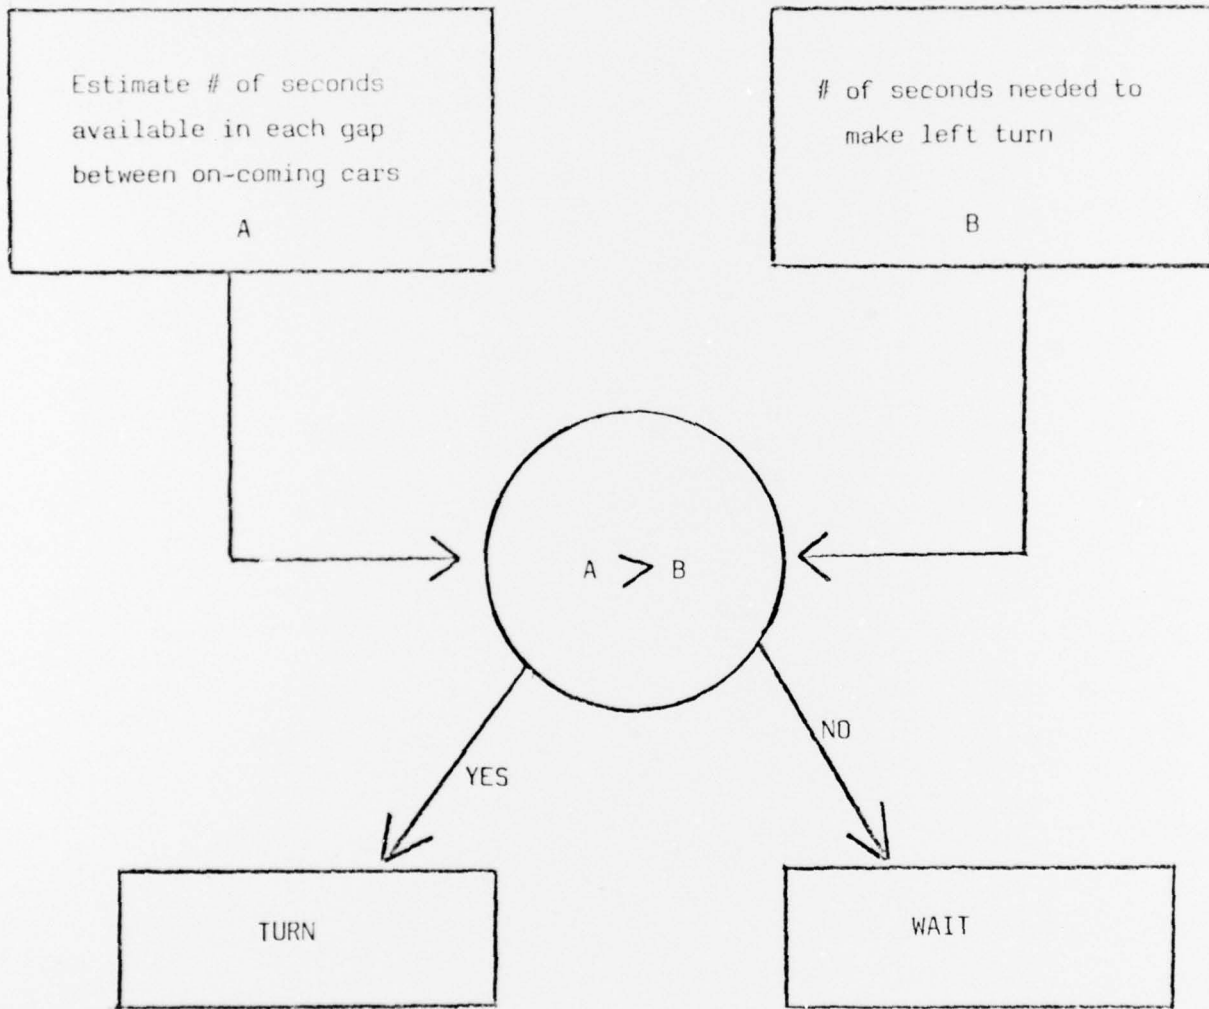 Estimate # of seconds
available in each gap
between on-coming cars
A
# of seconds needed to
make left turn
B
A > B
YES
NO
TURN
WAIT